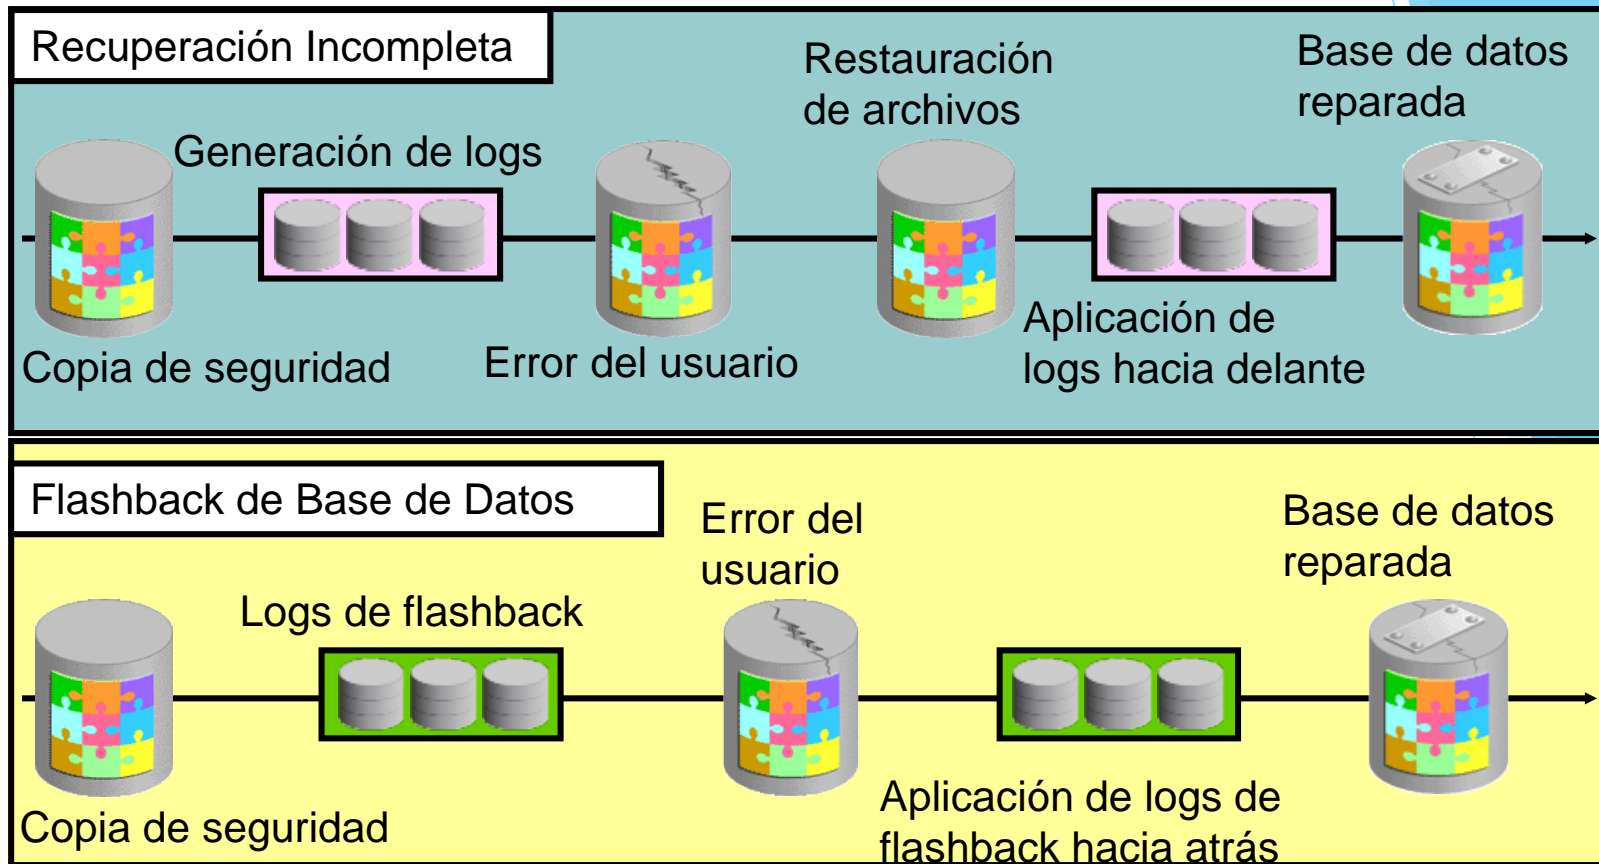 Recuperación Incompleta
Restauración
de archivos
Base de datos
reparada
Generación de logs
Copia de seguridad
Error del usuario
Aplicación de
logs hacia delante
Flashback de Base de Datos
Error del
usuario
Base de datos
reparada
Logs de flashback
Copia de seguridad
Aplicación de logs de
flashback hacia atrás